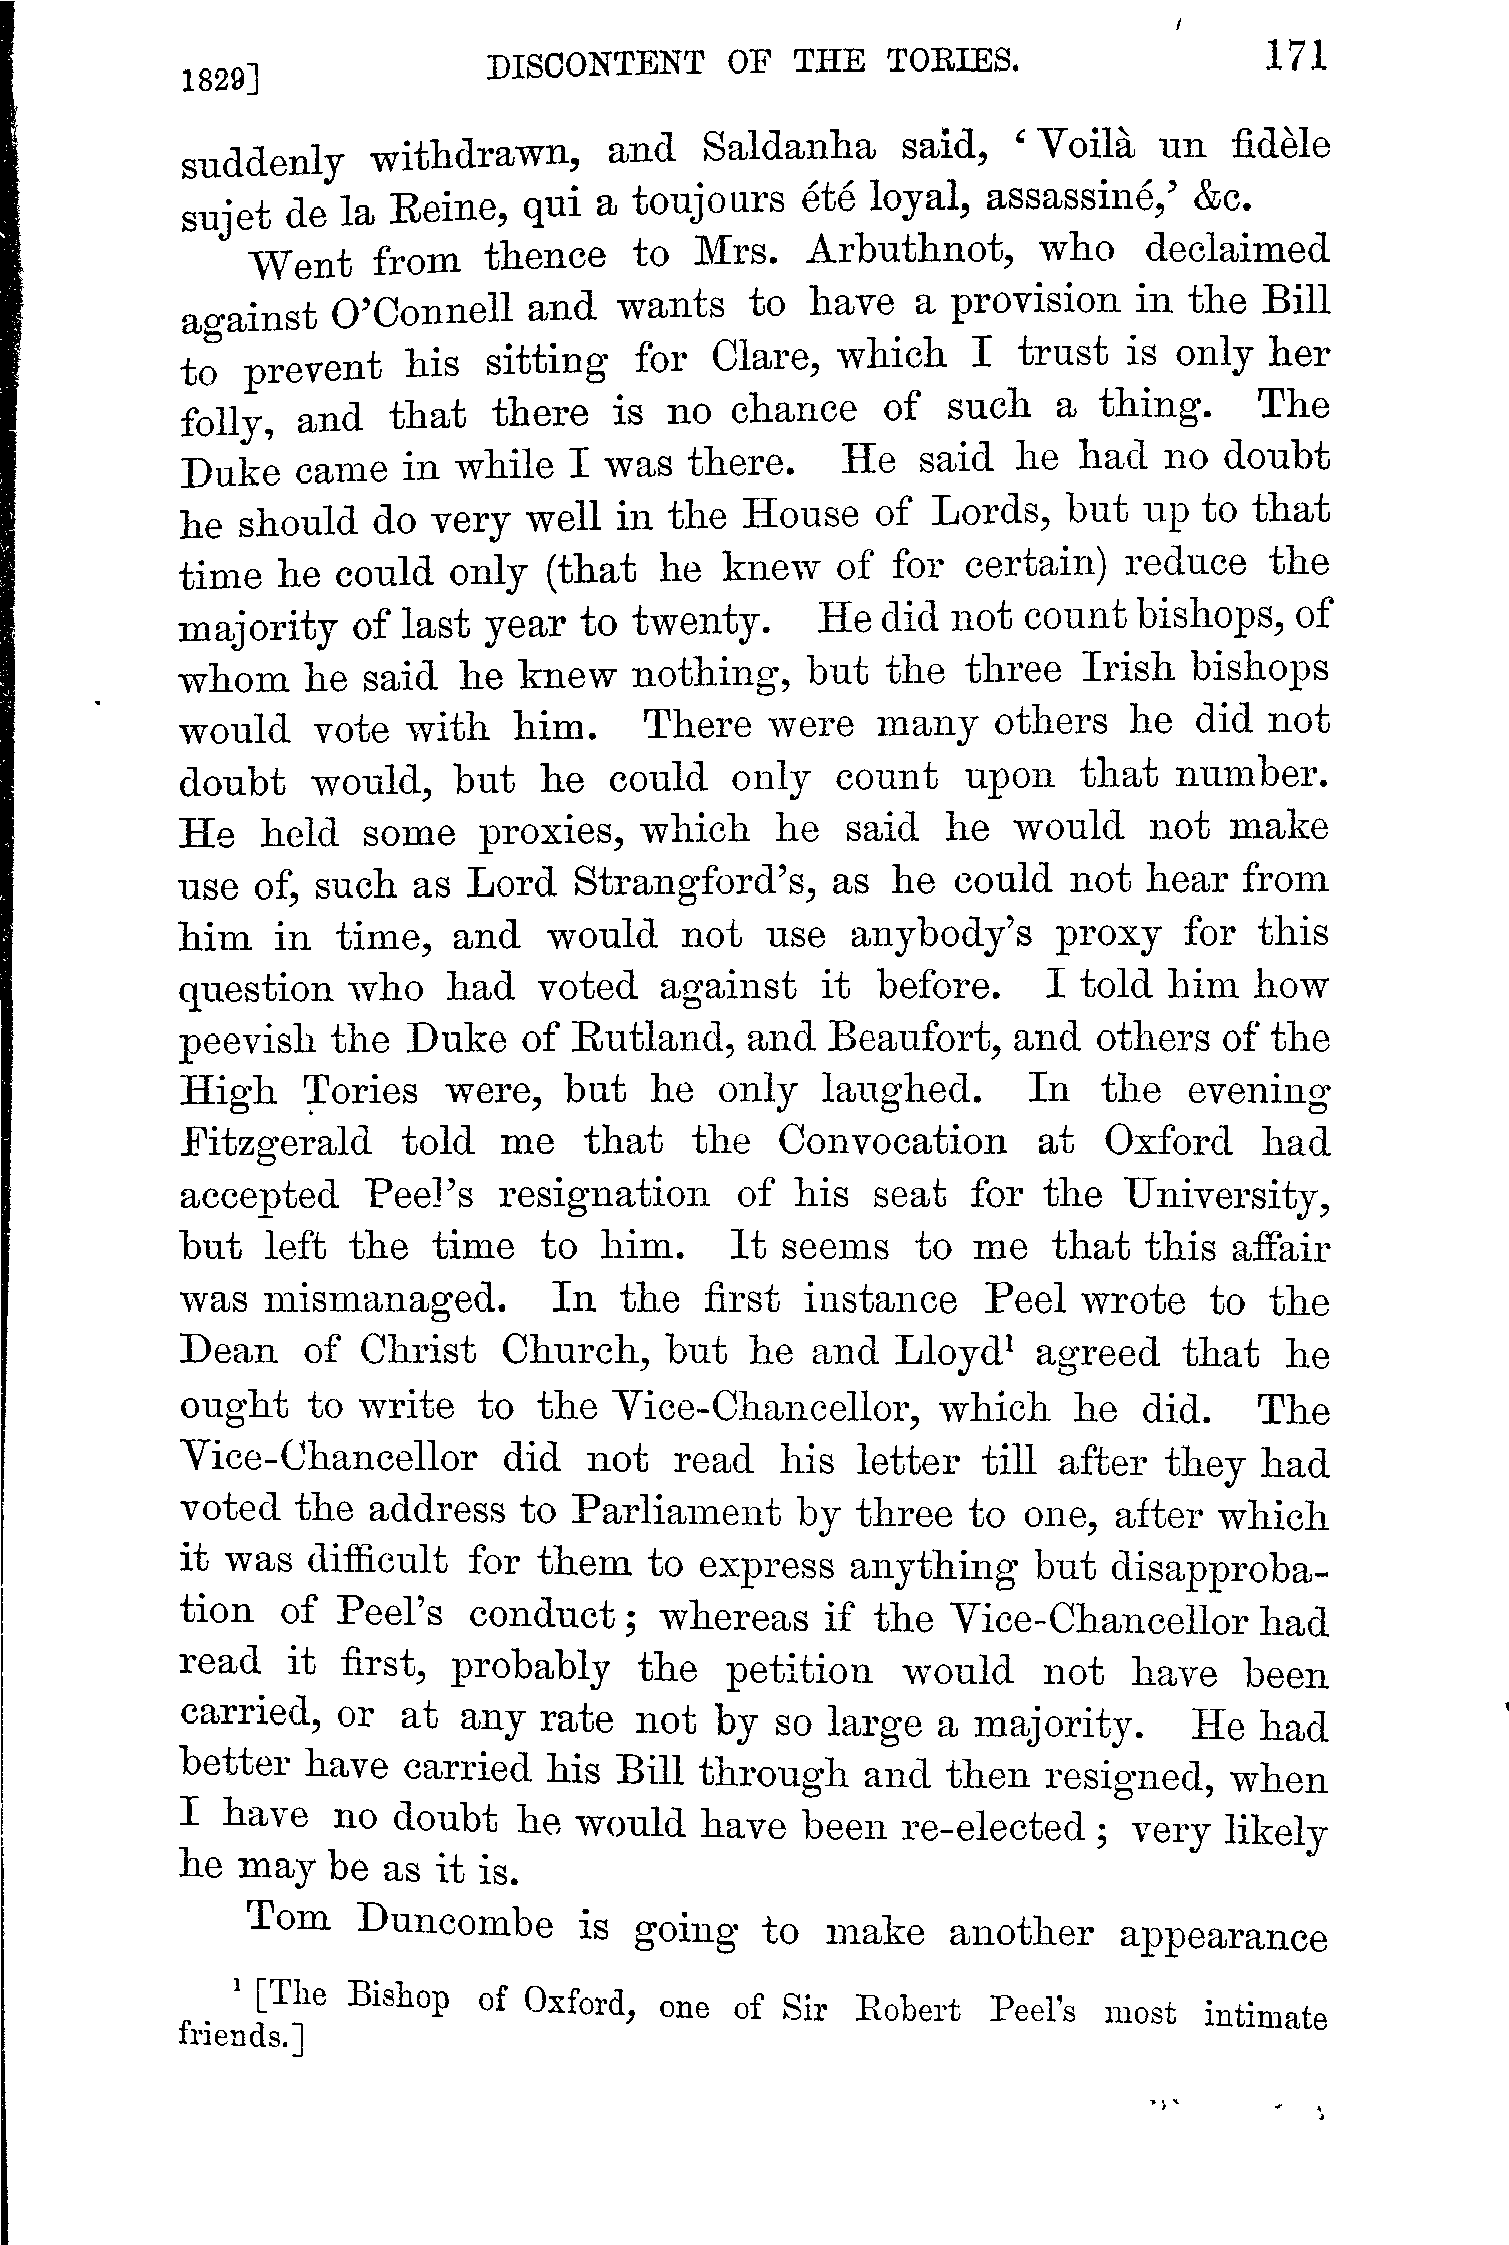 1829] DISCONTENT OF THE TORIES. 171
suddenly withdrawn, and Saldanha said, ‘Voilà un fidèle
sujet de la Reine, qui a toujours été loyal, assassiné,’ &c.
Went from thence to Mrs. Arbuthnot, who declaimed
against O’Connell and wants to have a provision in the Bill
to prevent his sitting for Clare, which I trust is only her
folly, and that there is no chance of such a thing. The
Duke came in while I was there. He said he had no doubt
he should do very well in the House of Lords, but up to that
time he could only (that he knew of for certain) reduce the
majority of last year to twenty. He did not count bishops, of
whom he said he knew nothing, but the three Irish bishops
would vote with him. There were many others he did not
doubt would, but he could only count upon that number.
He held some proxies, which he said he would not make
use of, such as Lord Strangford’s, as he could not hear from
him in time, and would not use anybody’s proxy for this
question who had voted against it before. I told him how
peevish the Duke of Rutland, and Beaufort, and others of the
High Tories were, but he only laughed. In the evening
Fitzgerald told me that the Convocation at Oxford had
accepted Peel’s resignation of his seat for the University,
but left the time to him. It seems to me that this affair
was mismanaged. In the first instance Peel wrote to the
Dean of Christ Church, but he and Lloyd¹ agreed that he
ought to write to the Vice-Chancellor, which he did. The
Vice-Chancellor did not read his letter till after they had
voted the address to Parliament by three to one, after which
it was difficult for them to express anything but disapproba-
tion of Peel’s conduct; whereas if the Vice-Chancellor had
read it first, probably the petition would not have been
carried, or at any rate not by so large a majority. He had
better have carried his Bill through and then resigned, when
I have no doubt he would have been re-elected; very likely
he may be as it is.
Tom Duncombe is going to make another appearance
¹ [The Bishop of Oxford, one of Sir Robert Peel’s most intimate
friends.]